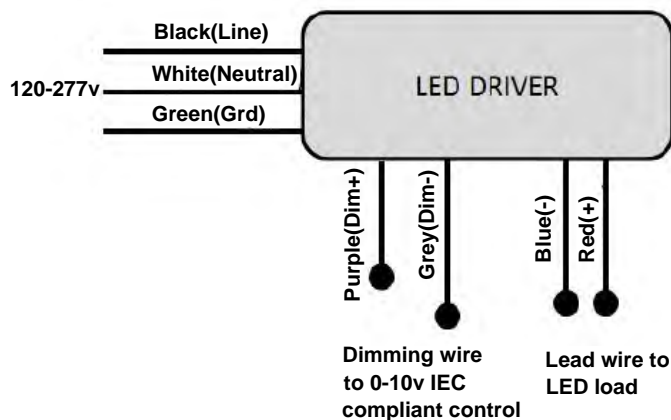 Black(Line)
120-277v
White(Neutral)
Green(Grd)
LED DRIVER
Purple(Dim+)
Grey(Dim-)
Blue(-)
Red(+)
Dimming wire
to 0-10v IEC
compliant control
Lead wire to
LED load